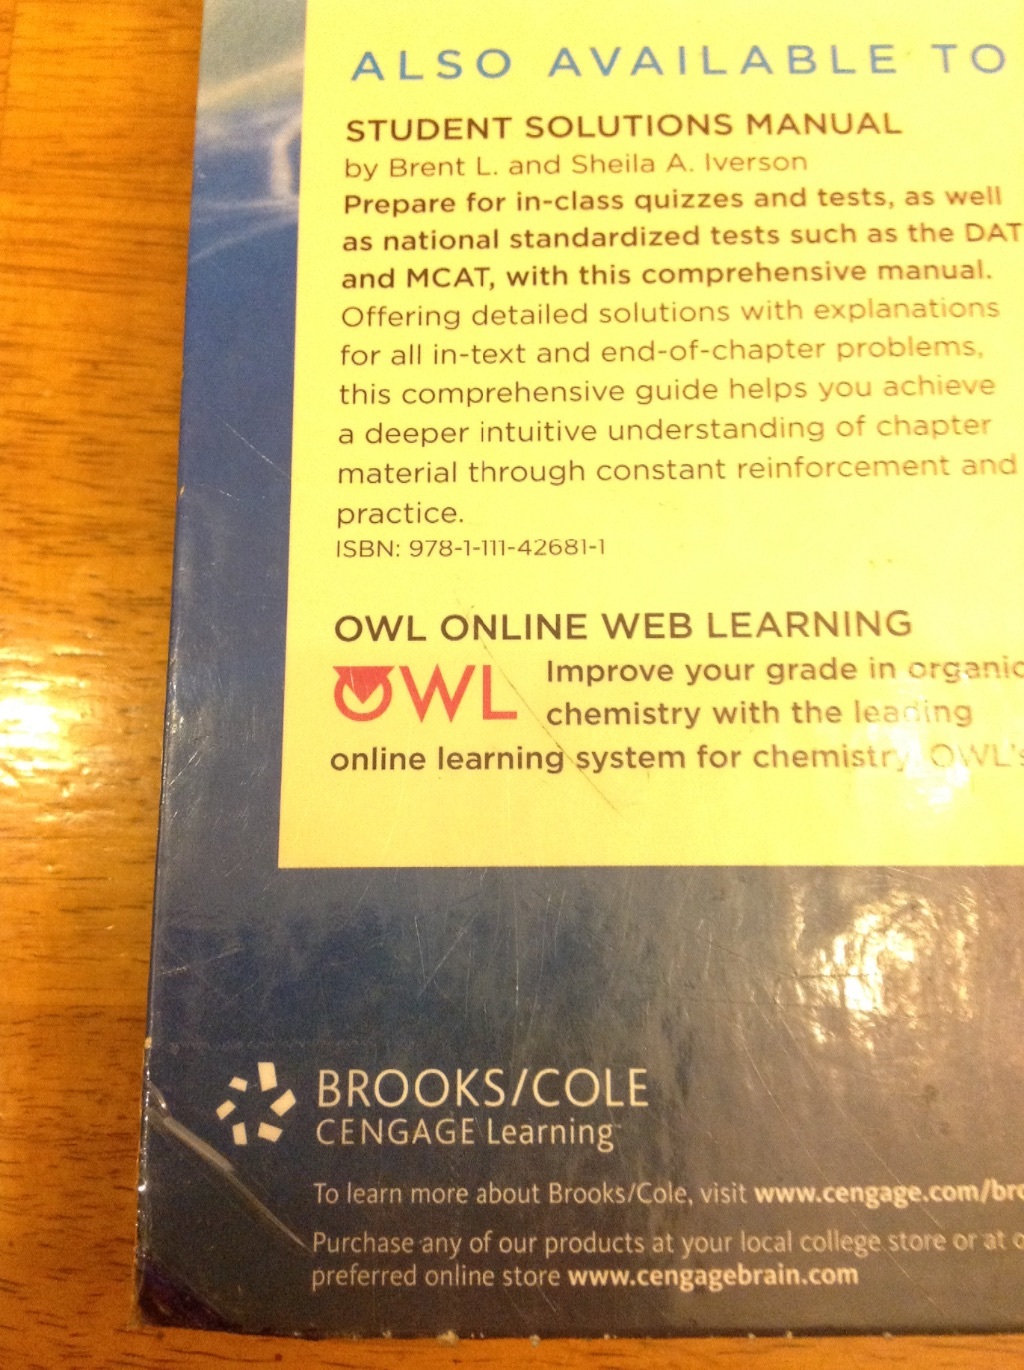 ALSO AVAILABLE TO
STUDENT SOLUTIONS MANUAL
by Brent L. and Sheila A. Iverson
Prepare for in-class quizzes and tests, as well
as national standardized tests such as the DAT
and MCAT, with this comprehensive manual.
Offering detailed solutions with explanations
for all in-text and end-of-chapter problems,
this comprehensive guide helps you achieve
a deeper intuitive understanding of chapter
material through constant reinforcement and
practice.
ISBN: 978-1-111-42681-1
OWL ONLINE WEB LEARNING
OWL Improve your grade in organic
chemistry with the leading
online learning system for chemistry. OWL's
BROOKS/COLE
CENGAGE Learning™
To learn more about Brooks/Cole, visit www.cengage.com/bro
Purchase any of our products at your local college store or at o
preferred online store www.cengagebrain.com